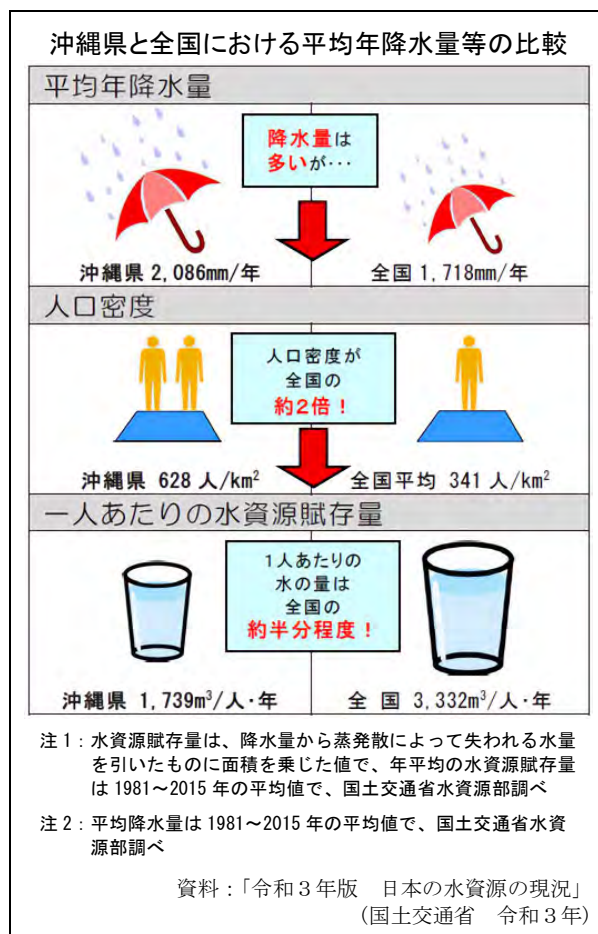 沖縄県と全国における平均年降水量等の比較
平均年降水量
降水量は
多いが･･･
沖縄県 2,086mm/年
全国 1,718mm/年
人口密度
人口密度が
全国の
約2倍！
沖縄県 628 人/km²
全国平均 341 人/km²
一人あたりの水資源賦存量
1人あたりの
水の量は
全国の
約半分程度！
沖縄県 1,739m³/人･年
全 国 3,332m³/人･年
注 1：水資源賦存量は、降水量から蒸発散によって失われる水量
を引いたものに面積を乗じた値で、年平均の水資源賦存量
は 1981～2015 年の平均値で、国土交通省水資源部調べ
注 2：平均降水量は 1981～2015 年の平均値で、国土交通省水資
源部調べ
資料：「令和３年版　日本の水資源の現況」
(国土交通省　令和３年)